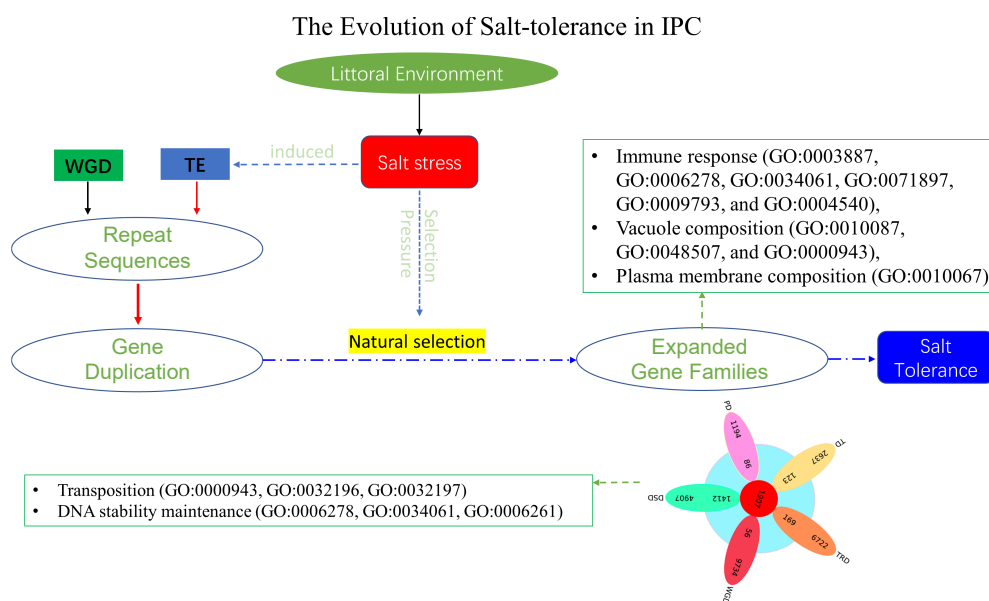 The Evolution of Salt-tolerance in IPC
Littoral Environment
induced
Salt stress
WGD
TE
Selection
Pressure
Repeat
Sequences
• Immune response (GO:0003887,
GO:0006278, GO:0034061, GO:0071897,
GO:0009793, and GO:0004540),
• Vacuole composition (GO:0010087,
GO:0048507, and GO:0000943),
• Plasma membrane composition (GO:0010067)
Natural selection
Gene
Duplication
Expanded
Gene Families
Salt
Tolerance
PD
1194
86
TD
2637
123
DSD
4907
1412
1907
169
6722
TRD
56
9734
WGD
• Transposition (GO:0000943, GO:0032196, GO:0032197)
• DNA stability maintenance (GO:0006278, GO:0034061, GO:0006261)